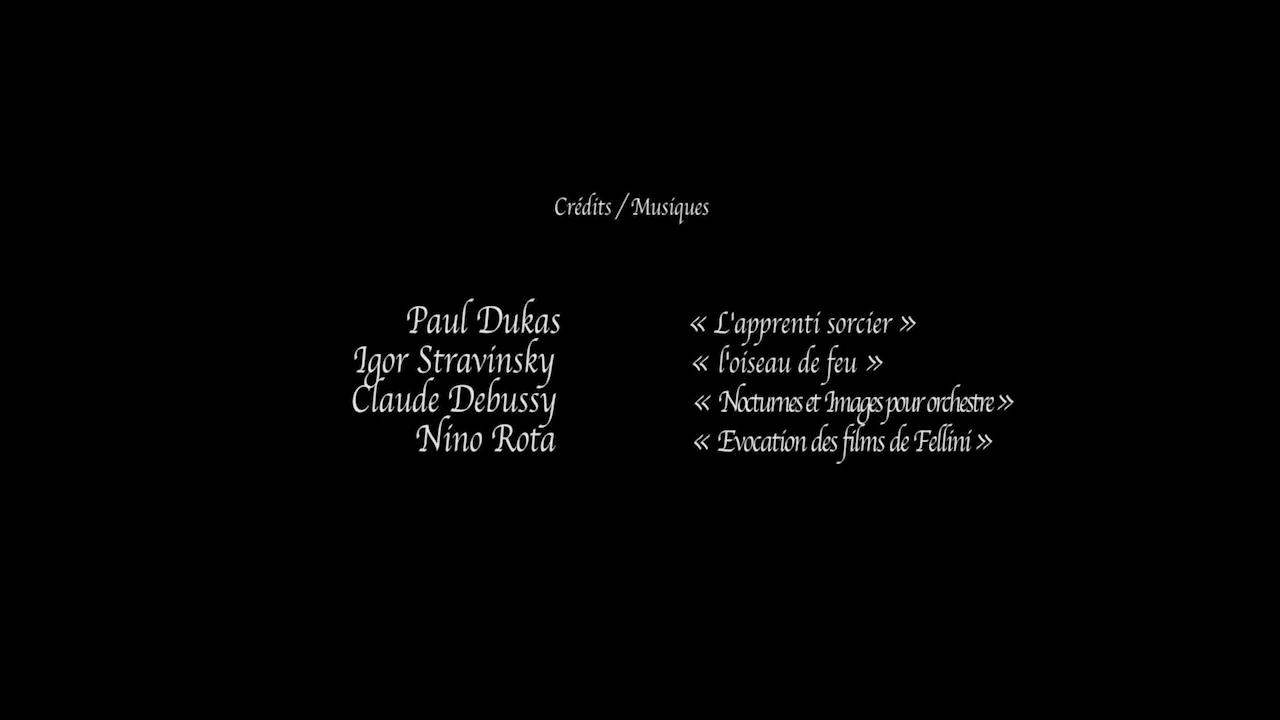 Crédits / Musiques
Paul Dukas « L'apprenti sorcier »
Igor Stravinsky « l'oiseau de feu »
Claude Debussy « Nocturnes et Images pour orchestre »
Nino Rota « Evocation des films de Fellini »